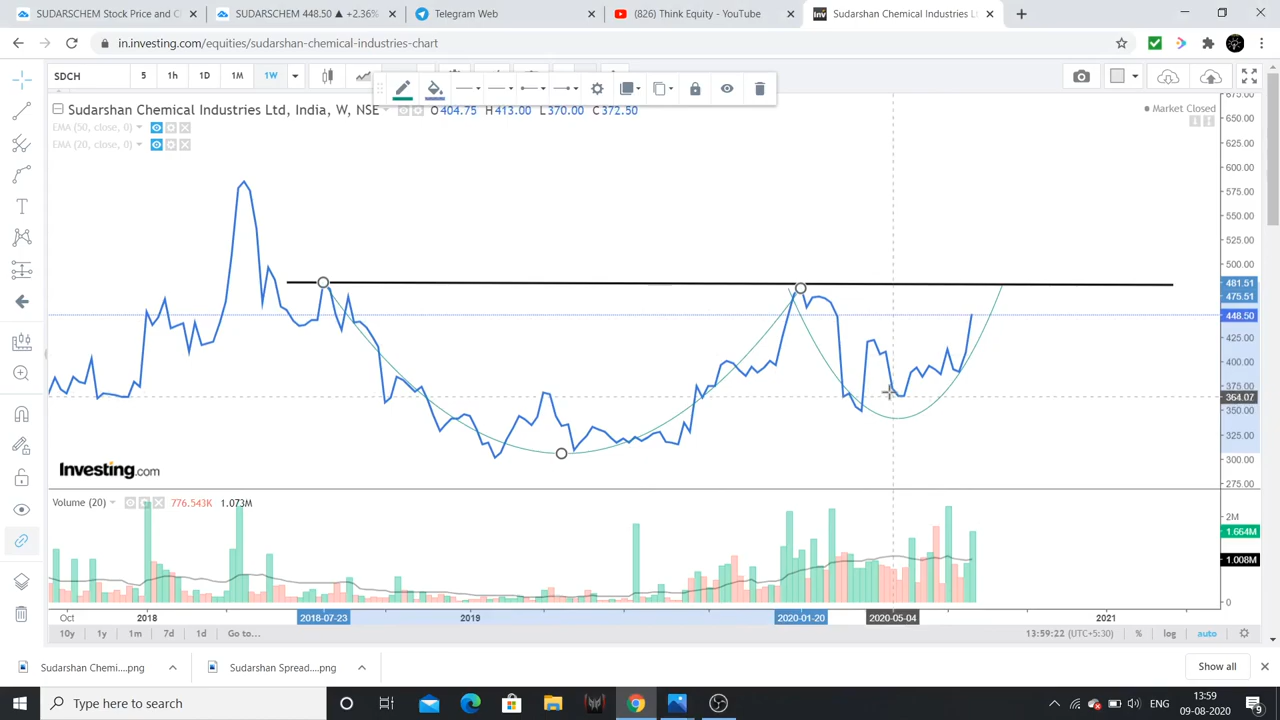 SUDARSCHEM Stock Price and C
SUDARSCHEM 448.50 ▲ +2.36%
Telegram Web
(826) Think Equity - YouTube
Sudarshan Chemical Industries Lt
in.investing.com/equities/sudarshan-chemical-industries-chart
SDCH
5
1h
1D
1M
1W
Sudarshan Chemical Industries Ltd, India, W, NSE
O404.75 H413.00 L370.00 C372.50
Market Closed
EMA (50, close, 0)
EMA (20, close, 0)
675.00
650.00
625.00
600.00
575.00
550.00
525.00
500.00
481.51
475.51
448.50
425.00
400.00
375.00
364.07
350.00
325.00
300.00
275.00
Investing.com
Volume (20)
776.543K
1.073M
2M
1.664M
1.008M
0
Oct
2018
2018-07-23
2019
2020-01-20
2020-05-04
2021
10y
1y
1m
7d
1d
Go to...
13:59:22 (UTC+5:30)
%
log
auto
Sudarshan Chemi....png
Sudarshan Spread....png
Show all
Type here to search
ENG
13:59
09-08-2020
9